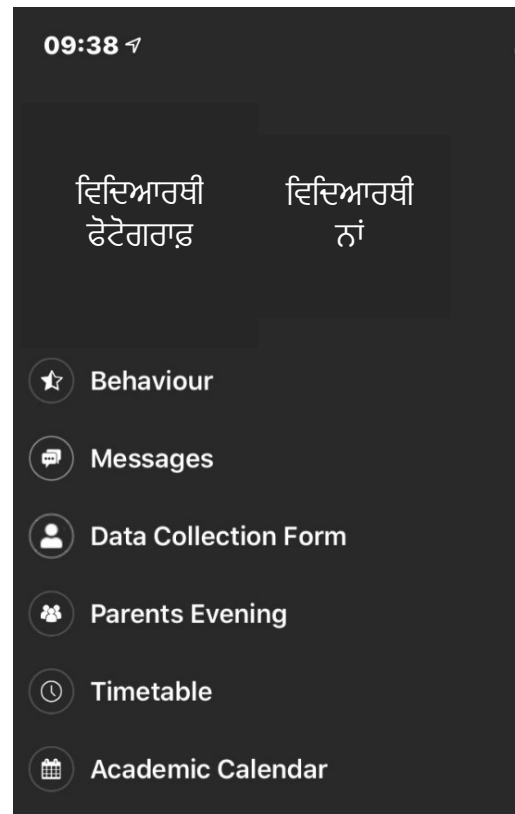 09:38
ਵਿਦਿਆਰਥੀ
ਫੋਟੋਗਰਾਫ਼
ਵਿਦਿਆਰਥੀ
ਨਾਂ
Behaviour
Messages
Data Collection Form
Parents Evening
Timetable
Academic Calendar